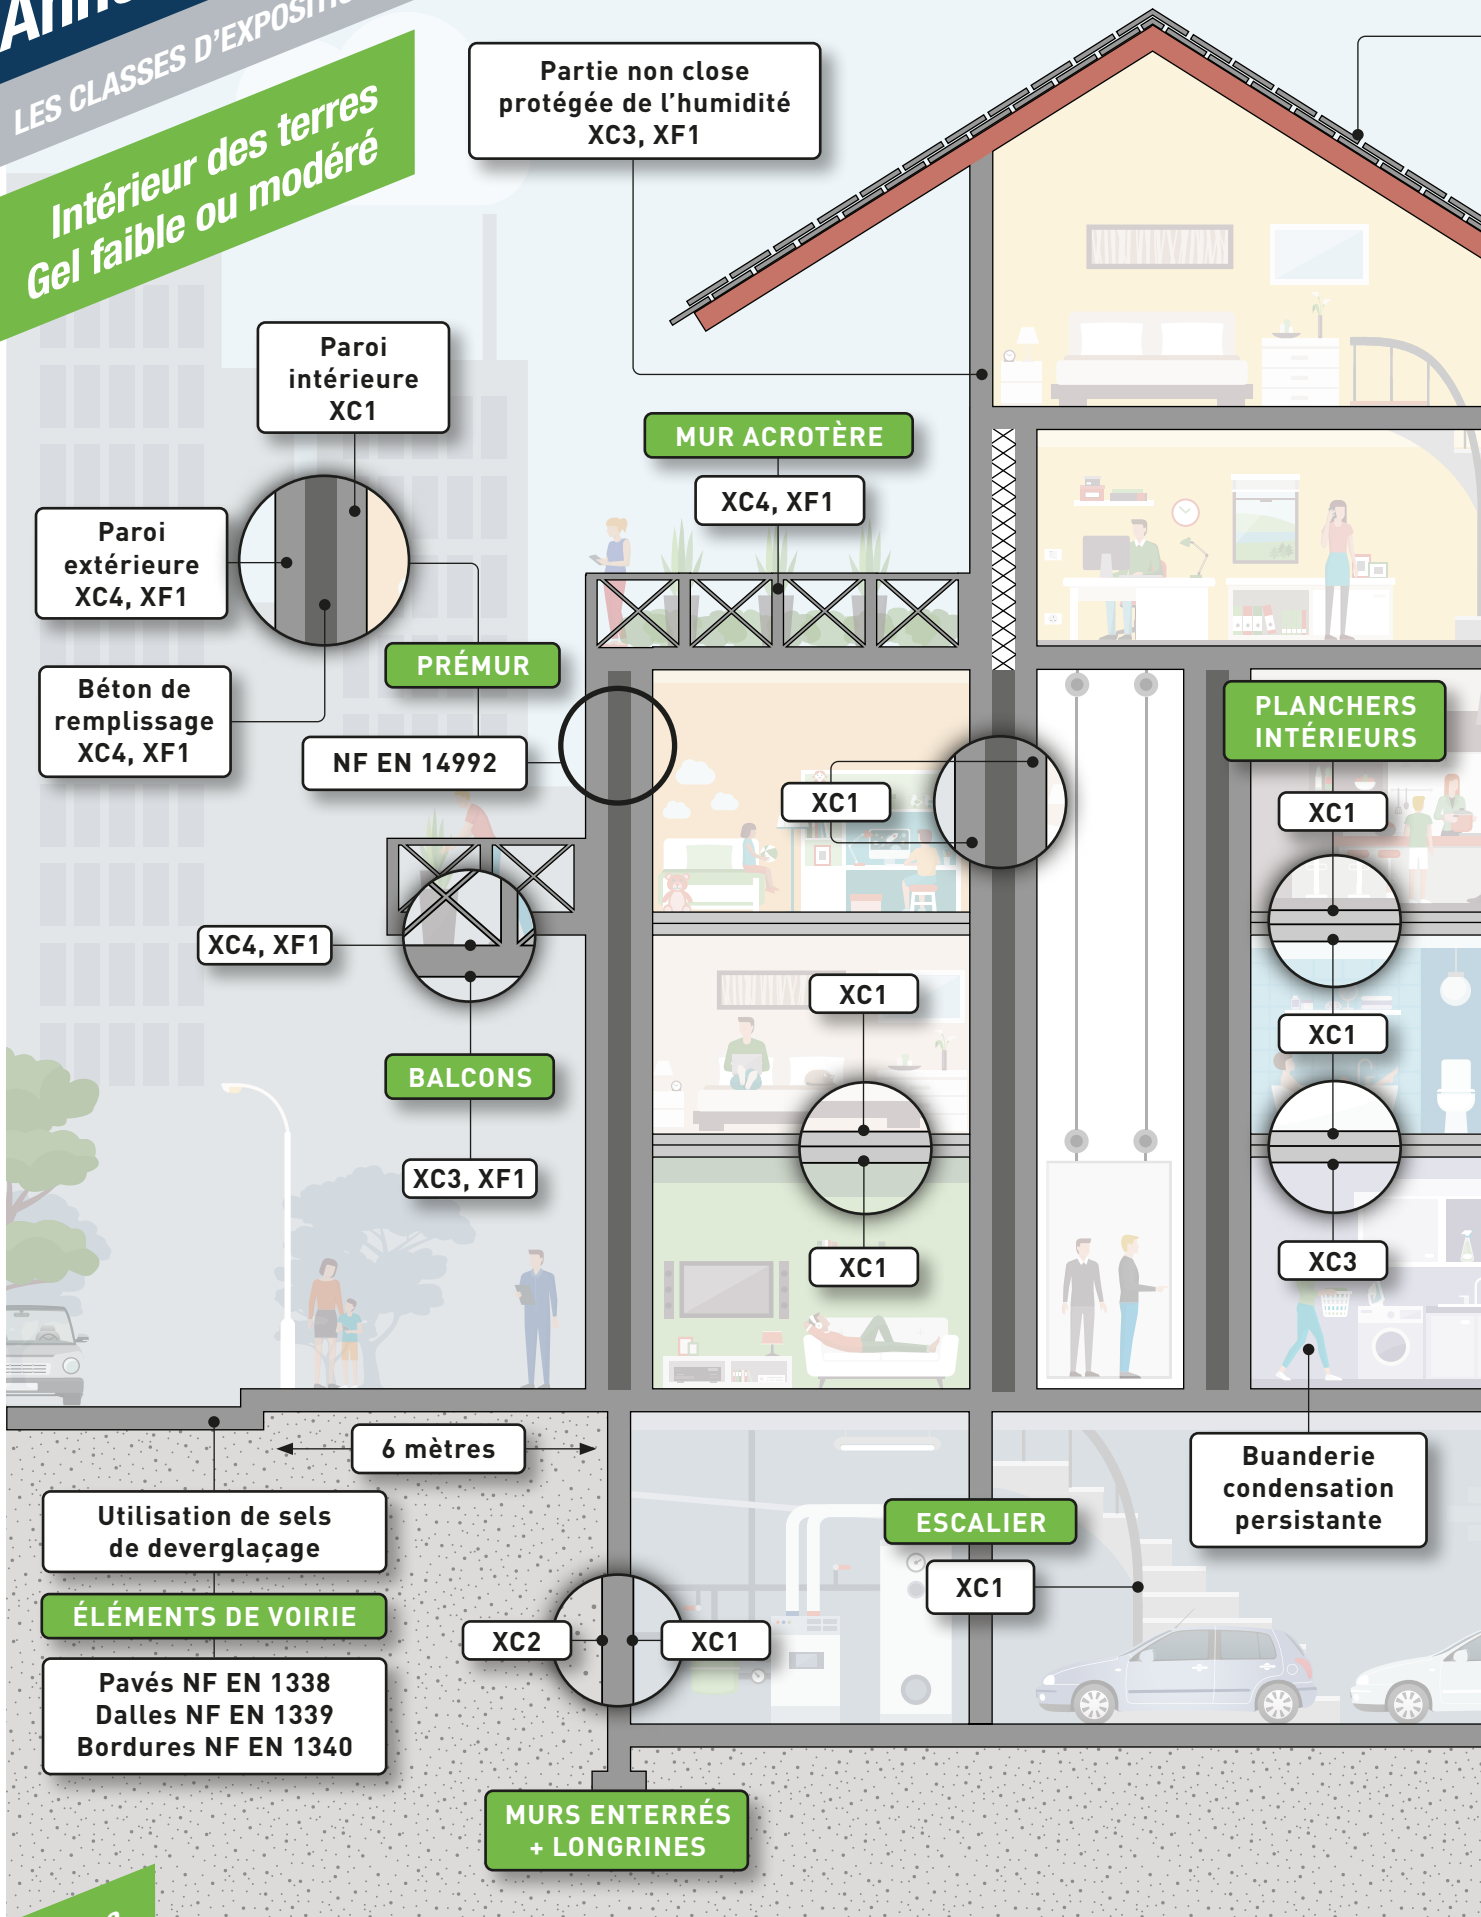 LES CLASSES D'EXPOSITI
Intérieur des terres
Gel faible ou modéré
Partie non close
protégée de l'humidité
XC3, XF1
Paroi
intérieure
XC1
Paroi
extérieure
XC4, XF1
Béton de
remplissage
XC4, XF1
PRÉMUR
NF EN 14992
MUR ACROTÈRE
XC4, XF1
XC1
PLANCHERS
INTÉRIEURS
XC1
XC1
XC3
XC4, XF1
BALCONS
XC3, XF1
XC1
XC1
6 mètres
Utilisation de sels
de deverglaçage
ÉLÉMENTS DE VOIRIE
Pavés NF EN 1338
Dalles NF EN 1339
Bordures NF EN 1340
XC2
XC1
ESCALIER
XC1
Buanderie
condensation
persistante
MURS ENTERRÉS
+ LONGRINES